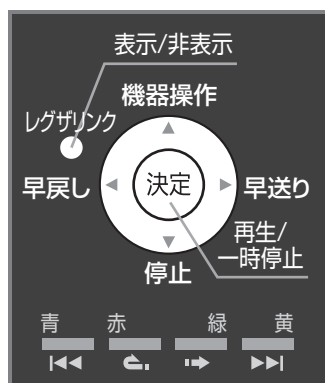 表示/非表示
機器操作
レグザリンク
早戻し
決定
早送り
再生/
一時停止
停止
青 赤 緑 黄